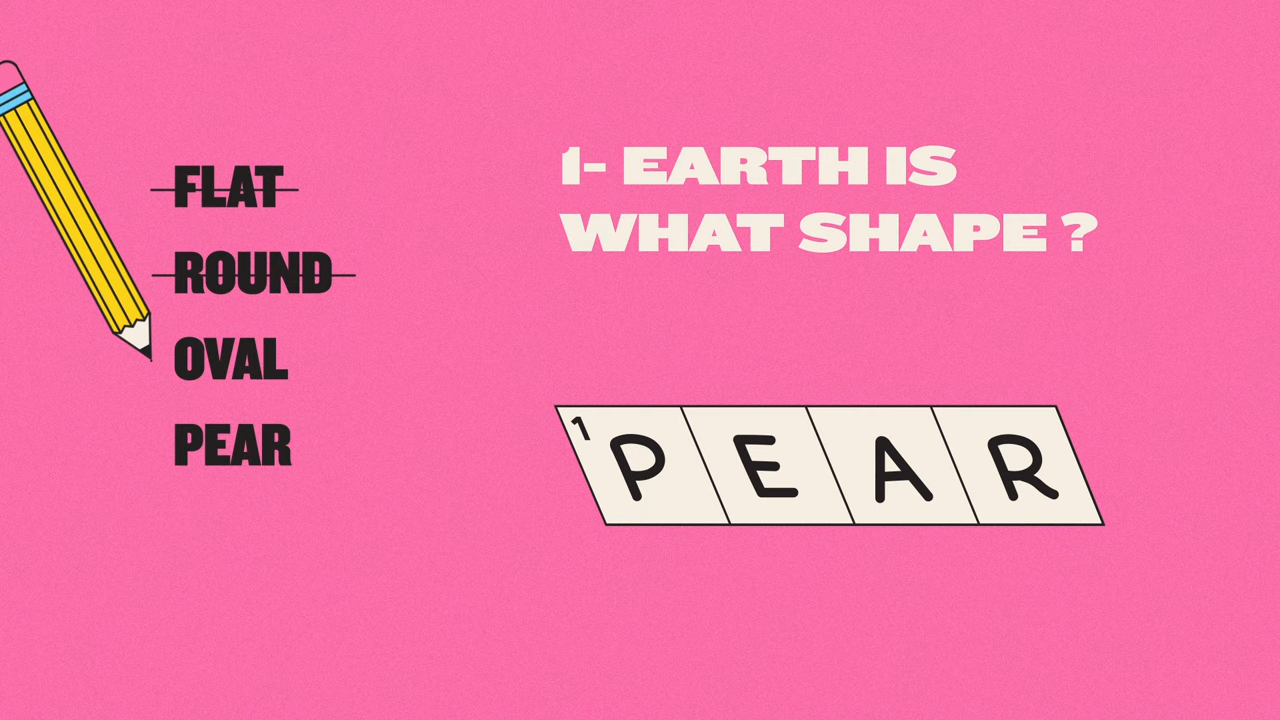 FLAT
ROUND
OVAL
PEAR
1- EARTH IS
WHAT SHAPE ?
1
PEAR